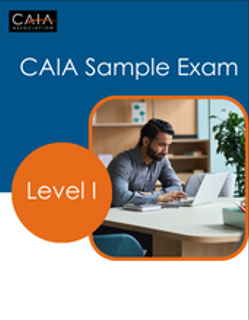 CAIA
ASSOCIATION
CAIA Sample Exam
Level I